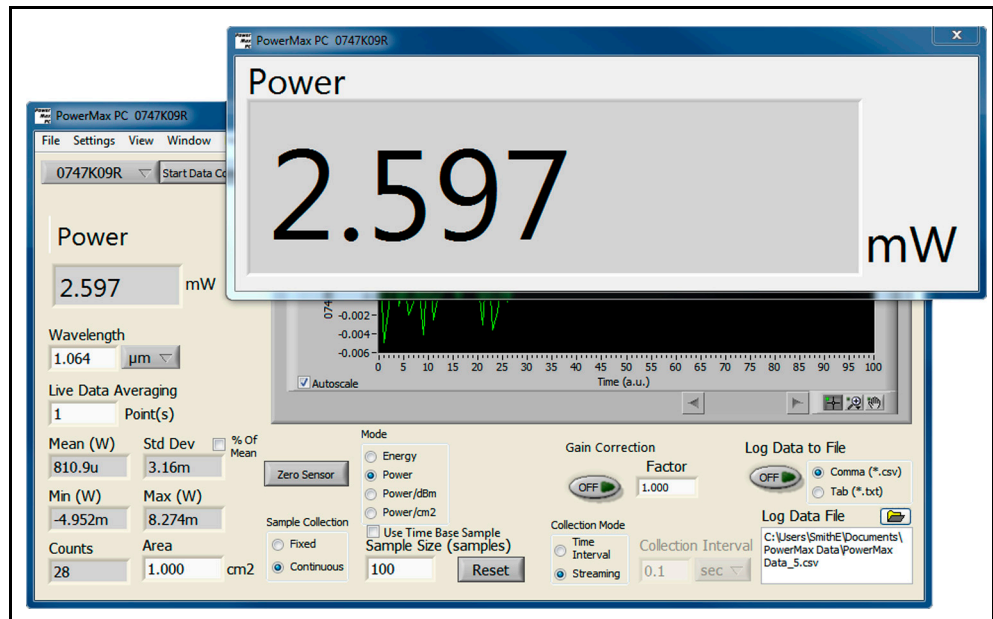 PowerMax PC 0747K09R
Power
2.597
mW
PowerMax PC 0747K09R
File Settings View Window
0747K09R
Start Data Co
Power
2.597
mW
Wavelength
1.064
µm
Live Data Averaging
1
Point(s)
Mean (W)
Std Dev
% Of
Mean
810.9u
3.16m
Min (W)
Max (W)
-4.952m
8.274m
Counts
Area
28
1.000
cm2
074
-0.002
-0.004
-0.006
0 5 10 15 20 25 30 35 40 45 50 55 60 65 70 75 80 85 90 95 100
Time (a.u.)
Autoscale
Zero Sensor
Mode
Energy
Power
Power/dBm
Power/cm2
Use Time Base Sample
Sample Collection
Fixed
Continuous
Sample Size (samples)
100
Reset
Gain Correction
OFF
Factor
1.000
Collection Mode
Time
Interval
Streaming
Collection Interval
0.1
sec
Log Data to File
OFF
Comma (*.csv)
Tab (*.txt)
Log Data File
C:\Users\SmithE\Documents\
PowerMax Data\PowerMax
Data_5.csv